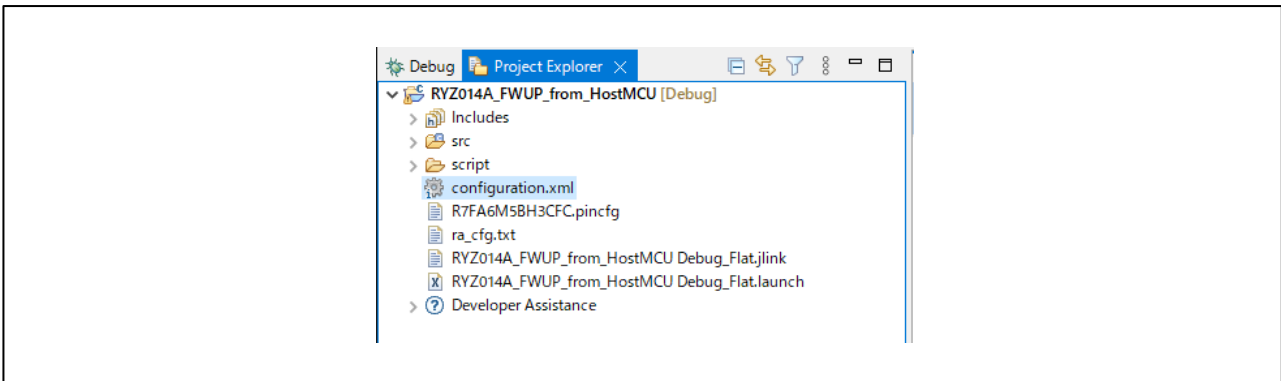 Debug Project Explorer
RYZ014A_FWUP_from_HostMCU [Debug]
Includes
src
script
configuration.xml
R7FA6M5BH3CFC.pincfg
ra_cfg.txt
RYZ014A_FWUP_from_HostMCU Debug_Flat.jlink
RYZ014A_FWUP_from_HostMCU Debug_Flat.launch
Developer Assistance